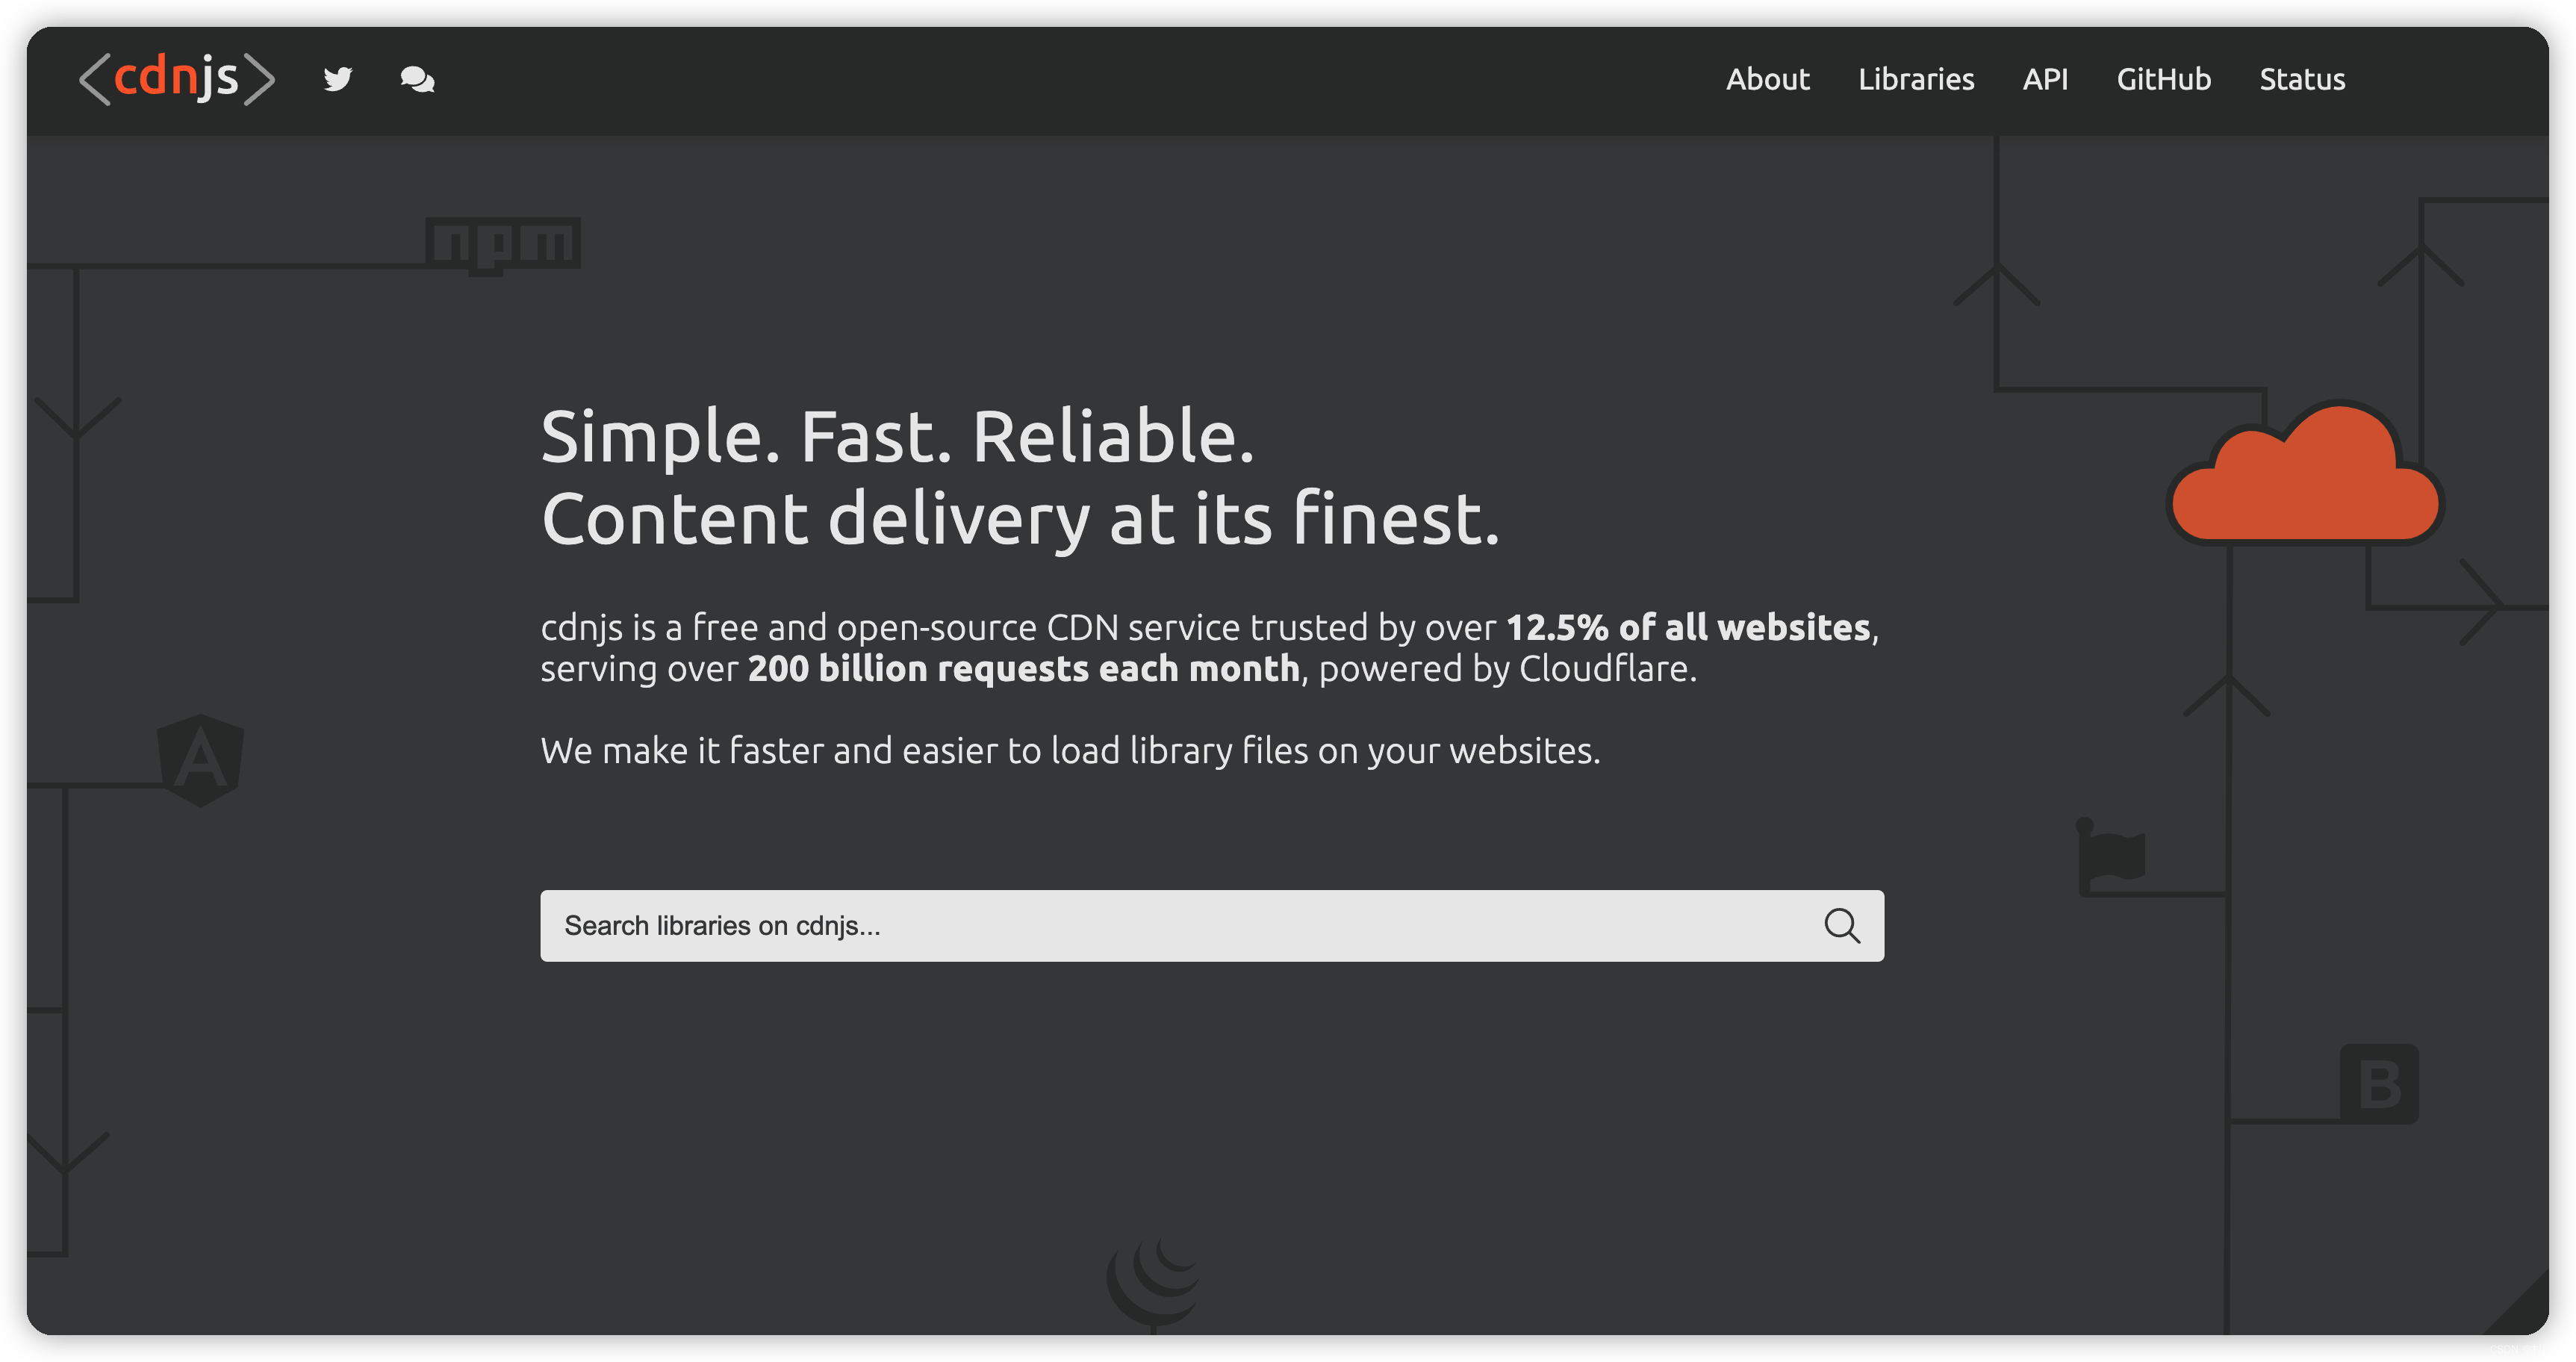 <cdnjs>
About Libraries API GitHub Status
npm
Simple. Fast. Reliable.
Content delivery at its finest.
cdnjs is a free and open-source CDN service trusted by over 12.5% of all websites,
serving over 200 billion requests each month, powered by Cloudflare.
A
We make it faster and easier to load library files on your websites.
Search libraries on cdnjs...
B